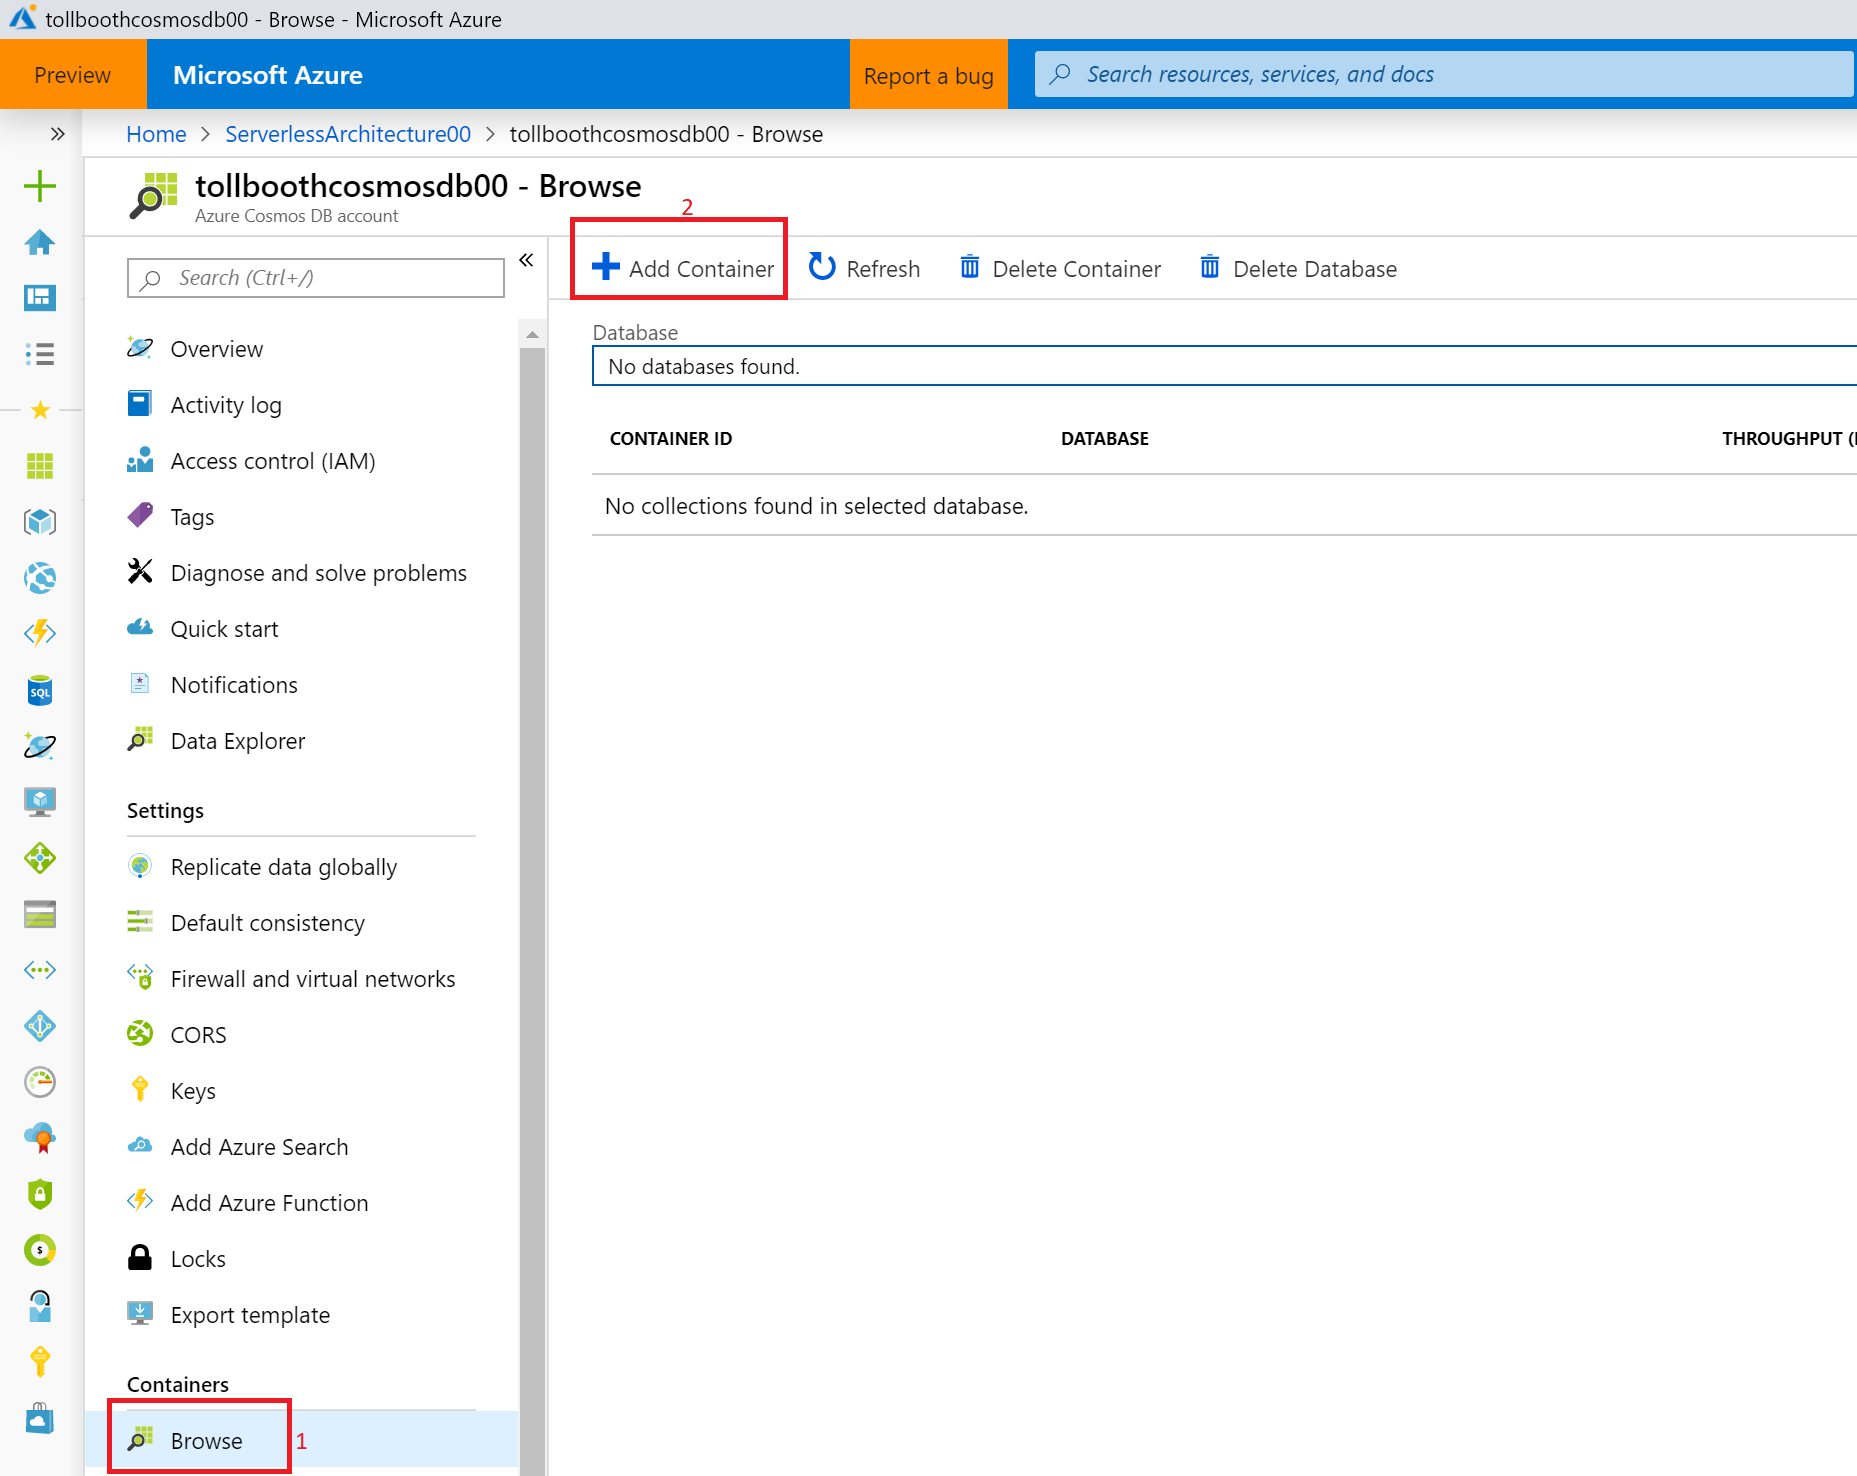 tollboothcosmosdb00 - Browse - Microsoft Azure
Preview
Microsoft Azure
Report a bug
Search resources, services, and docs
Home > ServerlessArchitecture00 > tollboothcosmosdb00 - Browse
tollboothcosmosdb00 - Browse
Azure Cosmos DB account
2
Search (Ctrl+/)
Add Container
Refresh
Delete Container
Delete Database
Overview
Activity log
Access control (IAM)
Tags
Diagnose and solve problems
Quick start
Notifications
Data Explorer
Settings
Replicate data globally
Default consistency
Firewall and virtual networks
CORS
Keys
Add Azure Search
Add Azure Function
Locks
Export template
Containers
Browse
1
Database
No databases found.
CONTAINER ID
DATABASE
THROUGHPUT (
No collections found in selected database.
SQL